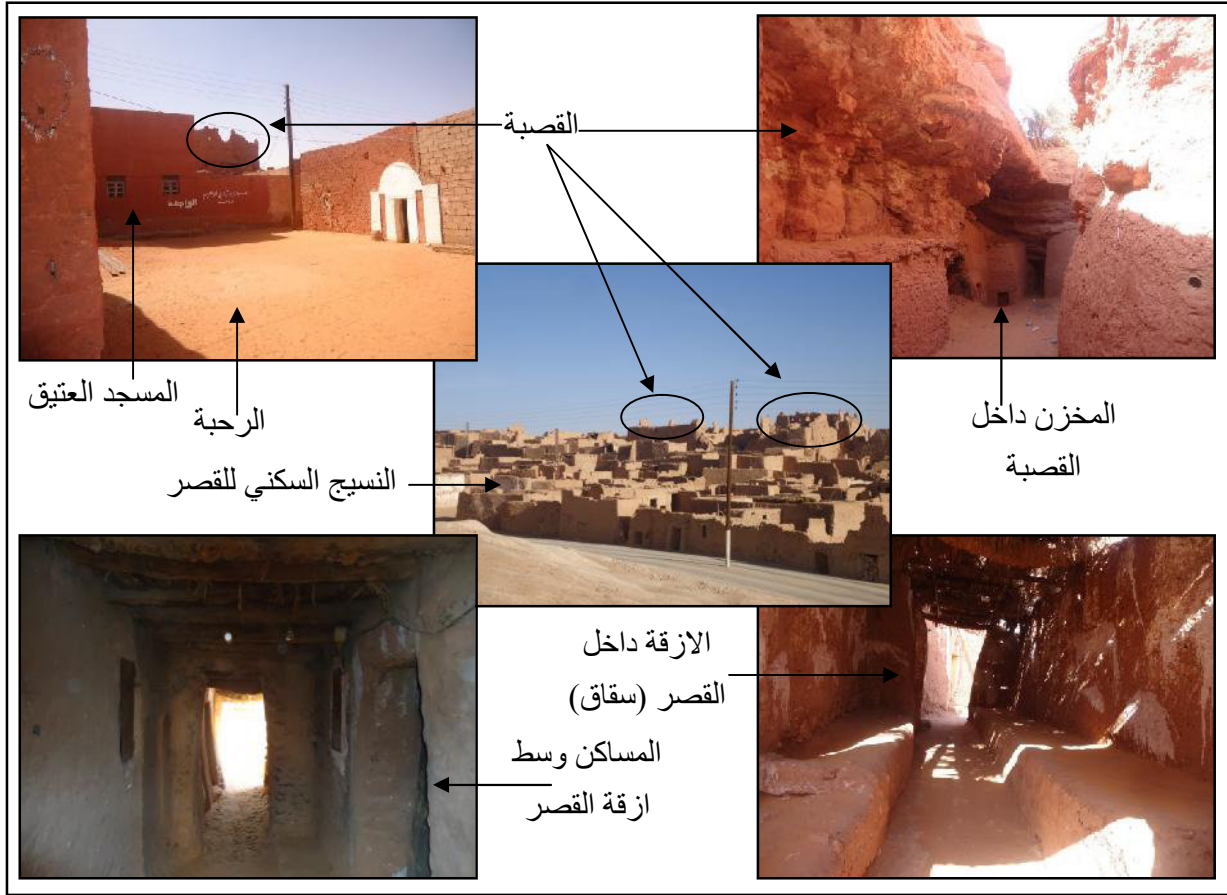 القصبة
المسجد العتيق
الرحبة
النسيج السكني للقصر
المخزن داخل
القصبة
الازقة داخل
القصر (سقاق)
المساكن وسط
ازقة القصر